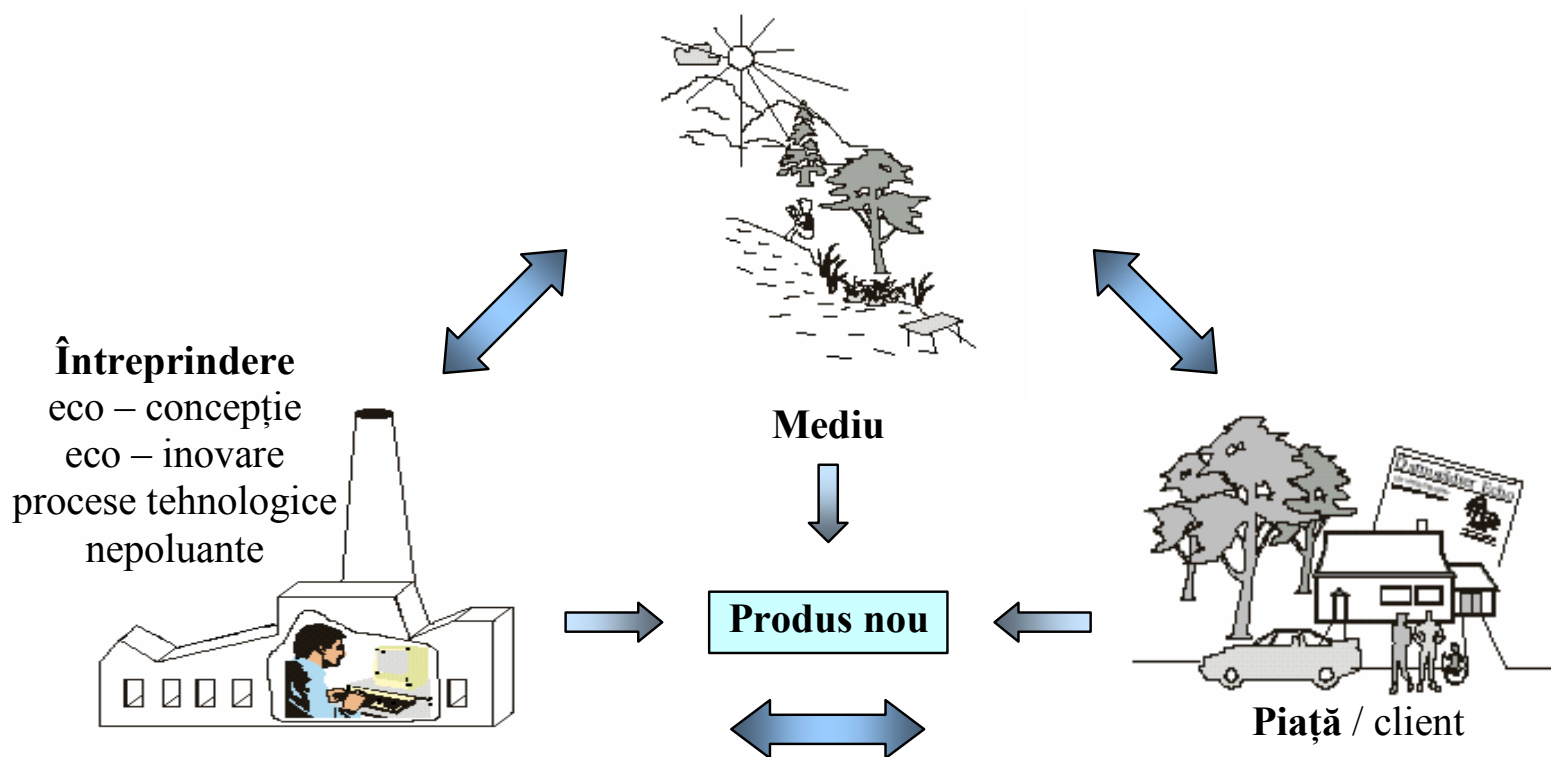 Mediu
Întreprindere
eco – concepție
eco – inovare
procese tehnologice
nepoluante
Produs nou
Piață / client